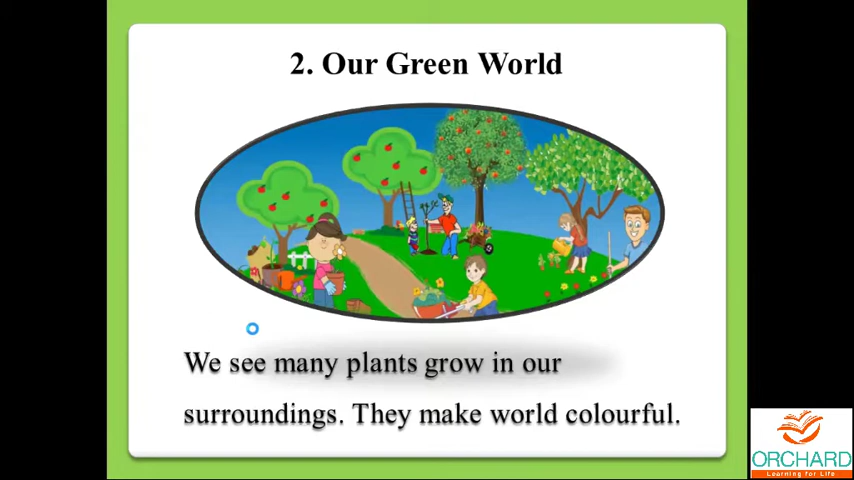 2. Our Green World
We see many plants grow in our
surroundings. They make world colourful.
ORCHARD
Learning for Life